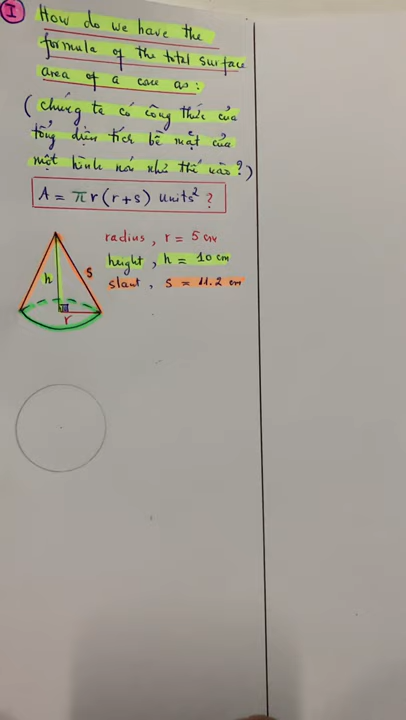 I How do we have the
formula of the total surface
area of a cone as:
(chúng ta có công thức của
tổng diện tích bề mặt của
một hình nón như thế nào?)
A = πr(r+s) units² ?
radius, r = 5 cm
height, h = 10 cm
slant, s ≈ 11.2 cm
h
s
r